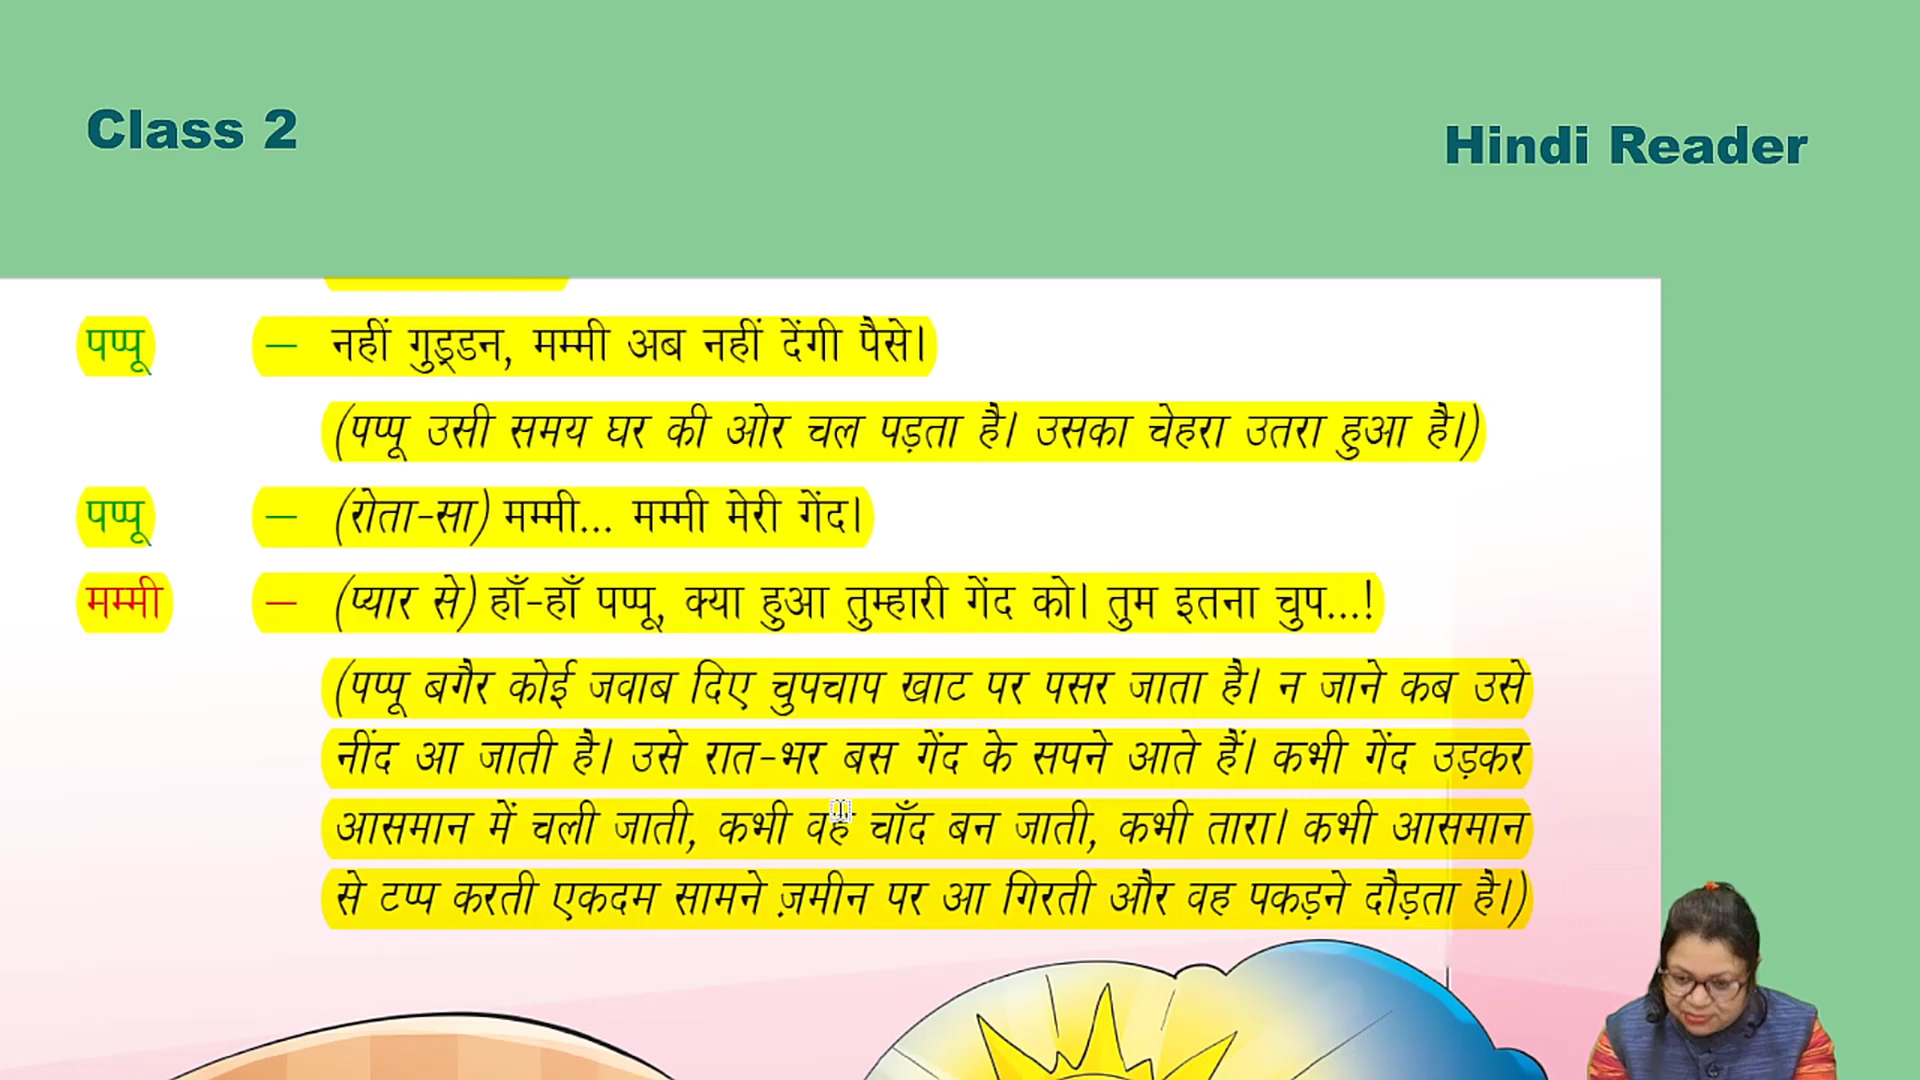 Class 2
Hindi Reader
पप्पू — नहीं गुड्डन, मम्मी अब नहीं देंगी पैसे।
(पप्पू उसी समय घर की ओर चल पड़ता है। उसका चेहरा उतरा हुआ है।)
पप्पू — (रोता-सा) मम्मी... मम्मी मेरी गेंद।
मम्मी — (प्यार से) हाँ-हाँ पप्पू, क्या हुआ तुम्हारी गेंद को। तुम इतना चुप...!
(पप्पू बगैर कोई जवाब दिए चुपचाप खाट पर पसर जाता है। न जाने कब उसे
नींद आ जाती है। उसे रात-भर बस गेंद के सपने आते हैं। कभी गेंद उड़कर
आसमान में चली जाती, कभी वह चाँद बन जाती, कभी तारा। कभी आसमान
से टप्प करती एकदम सामने ज़मीन पर आ गिरती और वह पकड़ने दौड़ता है।)